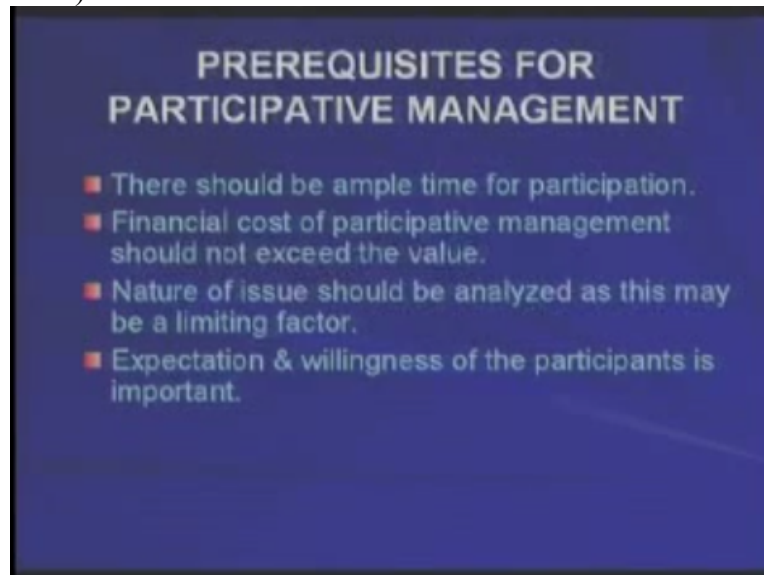 PREREQUISITES FOR
PARTICIPATIVE MANAGEMENT
There should be ample time for participation.
Financial cost of participative management
should not exceed the value.
Nature of issue should be analyzed as this may
be a limiting factor.
Expectation & willingness of the participants is
important.